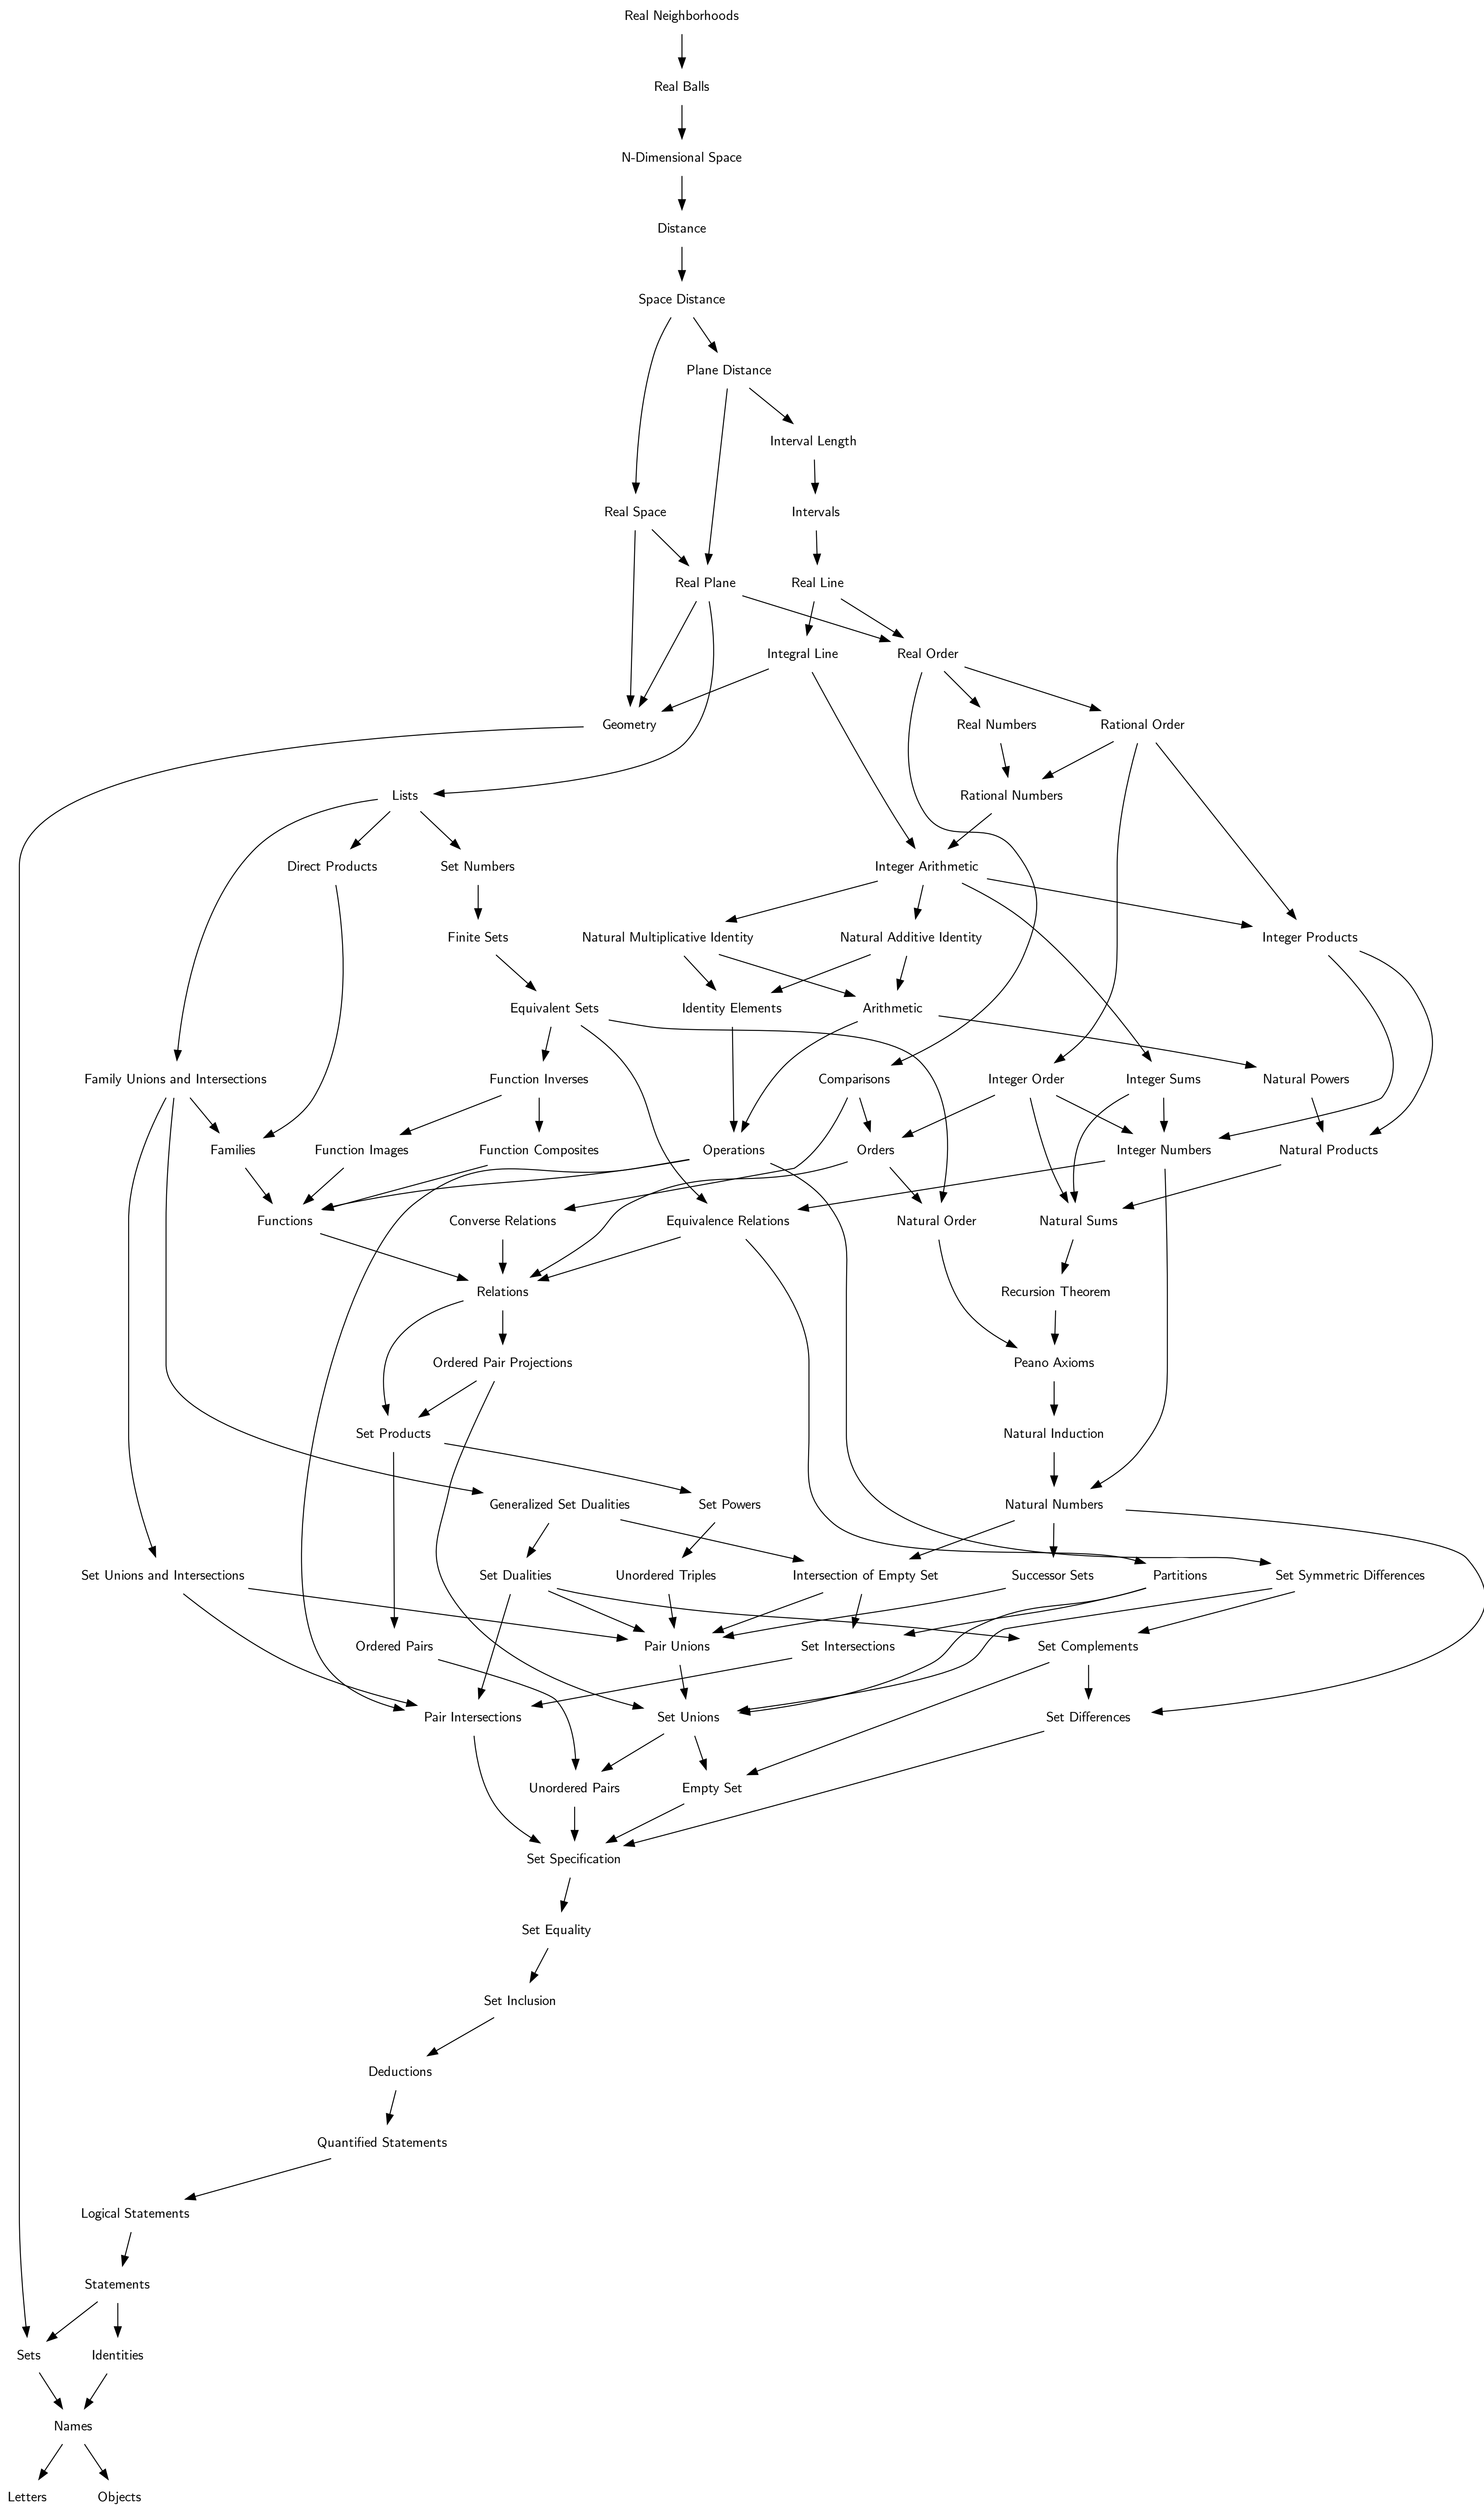 Real Neighborhoods
Real Balls
N-Dimensional Space
Distance
Space Distance
Plane Distance
Interval Length
Real Space
Intervals
Real Plane
Real Line
Integral Line
Real Order
Geometry
Real Numbers
Rational Order
Lists
Rational Numbers
Direct Products
Set Numbers
Integer Arithmetic
Finite Sets
Natural Multiplicative Identity
Natural Additive Identity
Integer Products
Equivalent Sets
Identity Elements
Arithmetic
Family Unions and Intersections
Function Inverses
Comparisons
Integer Order
Integer Sums
Natural Powers
Families
Function Images
Function Composites
Operations
Orders
Integer Numbers
Natural Products
Functions
Converse Relations
Equivalence Relations
Natural Order
Natural Sums
Relations
Recursion Theorem
Ordered Pair Projections
Peano Axioms
Set Products
Natural Induction
Generalized Set Dualities
Set Powers
Natural Numbers
Set Unions and Intersections
Set Dualities
Unordered Triples
Intersection of Empty Set
Successor Sets
Partitions
Set Symmetric Differences
Ordered Pairs
Pair Unions
Set Intersections
Set Complements
Pair Intersections
Set Unions
Set Differences
Unordered Pairs
Empty Set
Set Specification
Set Equality
Set Inclusion
Deductions
Quantified Statements
Logical Statements
Statements
Sets
Identities
Names
Letters
Objects